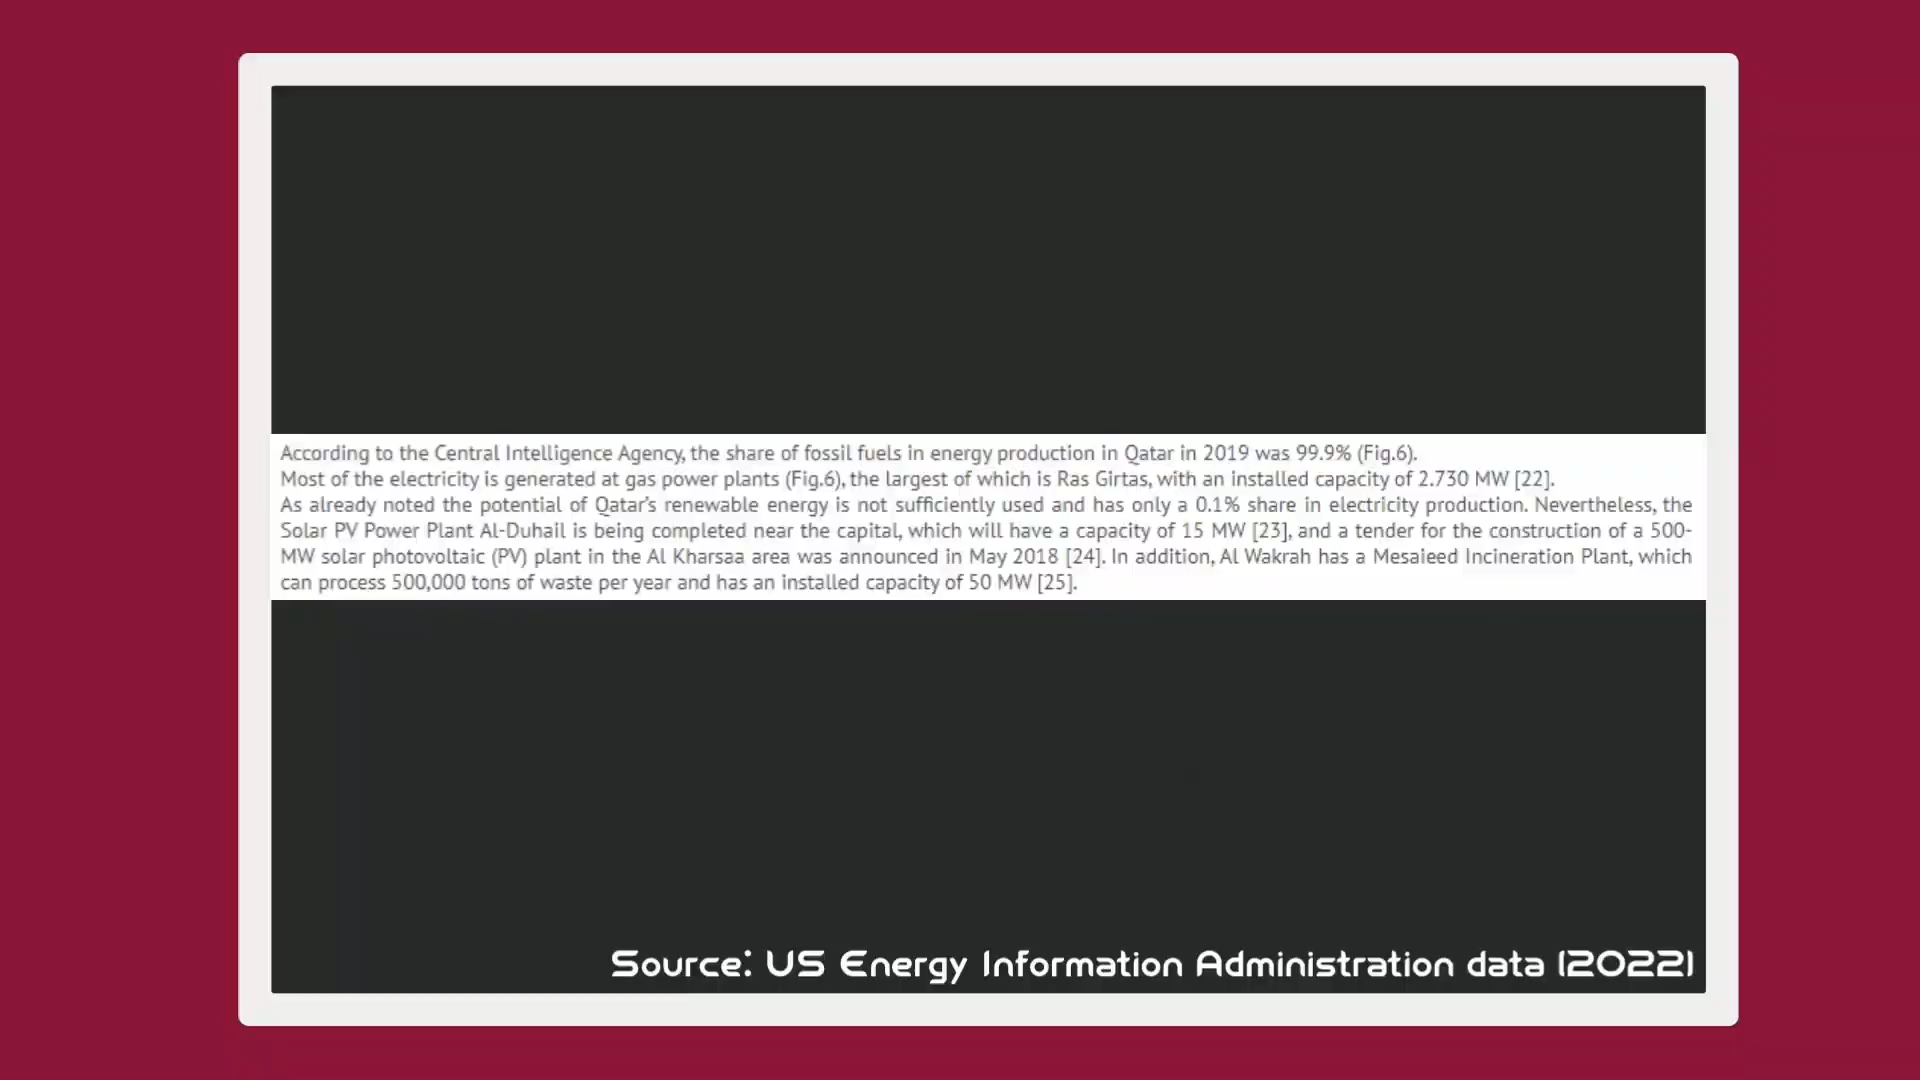 According to the Central Intelligence Agency, the share of fossil fuels in energy production in Qatar in 2019 was 99.9% (Fig.6).
Most of the electricity is generated at gas power plants (Fig.6), the largest of which is Ras Girtas, with an installed capacity of 2.730 MW [22].
As already noted the potential of Qatar's renewable energy is not sufficiently used and has only a 0.1% share in electricity production. Nevertheless, the
Solar PV Power Plant Al-Duhail is being completed near the capital, which will have a capacity of 15 MW [23], and a tender for the construction of a 500-
MW solar photovoltaic (PV) plant in the Al Kharsaa area was announced in May 2018 [24]. In addition, Al Wakrah has a Mesaieed Incineration Plant, which
can process 500,000 tons of waste per year and has an installed capacity of 50 MW [25].
Source: US Energy Information Administration data (2022)